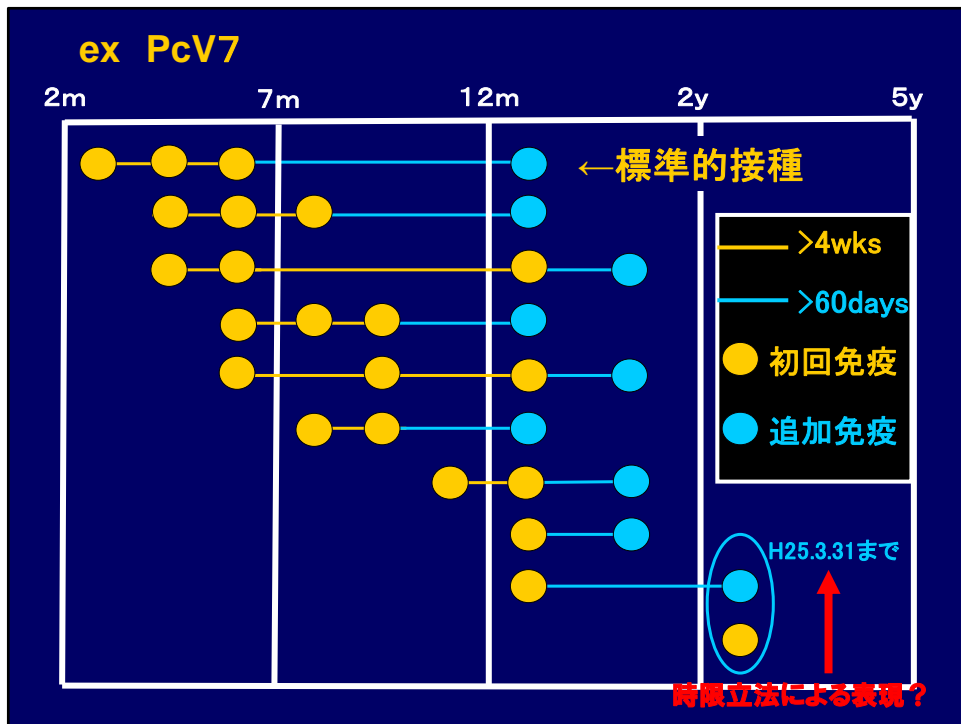 ex PcV7
2m 7m 12m 2y 5y
←標準的接種
>4wks
>60days
初回免疫
追加免疫
H25.3.31まで
時限立法による表現?